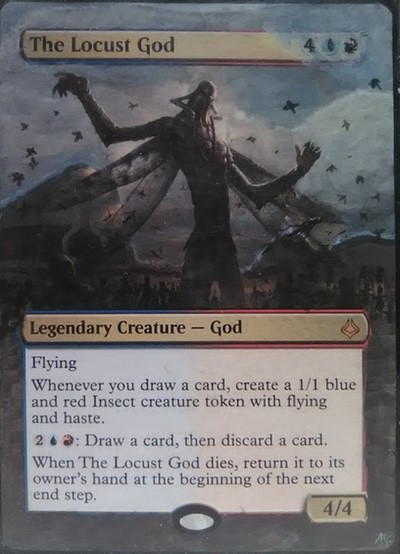 The Locust God 4
Legendary Creature — God
Flying
Whenever you draw a card, create a 1/1 blue
and red Insect creature token with flying
and haste.
2: Draw a card, then discard a card.
When The Locust God dies, return it to its
owner's hand at the beginning of the next
end step.
4/4